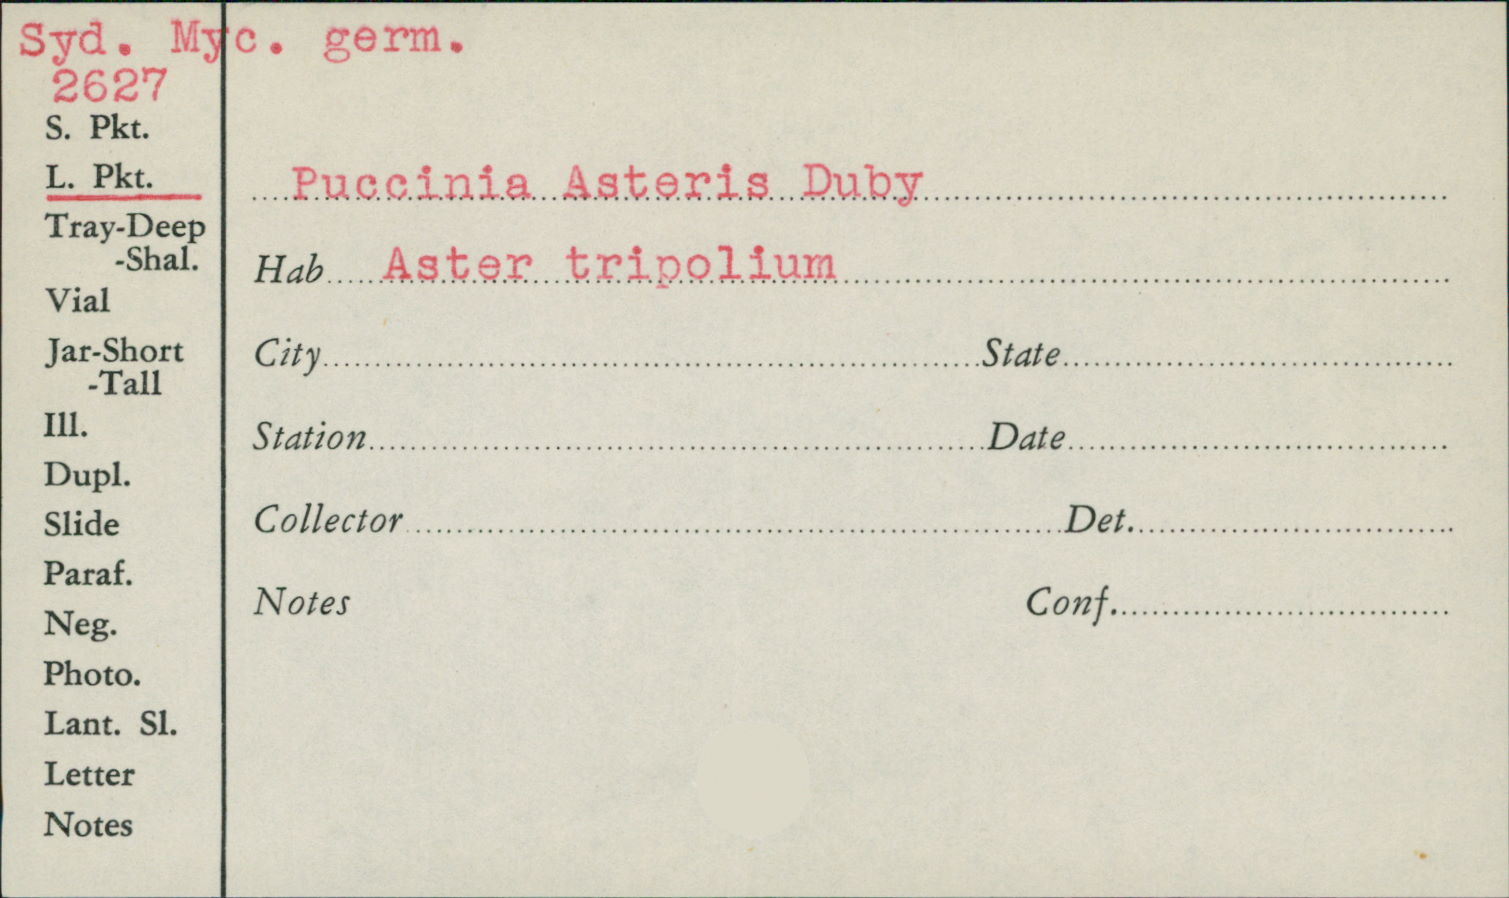 Syd. Myc. germ.
2627
S. Pkt.
L. Pkt.
Tray-Deep
-Shal.
Vial
Jar-Short
-Tall
Ill.
Dupl.
Slide
Paraf.
Neg.
Photo.
Lant. Sl.
Letter
Notes
Puccinia Asteris Duby
Hab Aster tripolium
City State
Station Date
Collector Det.
Notes Conf.